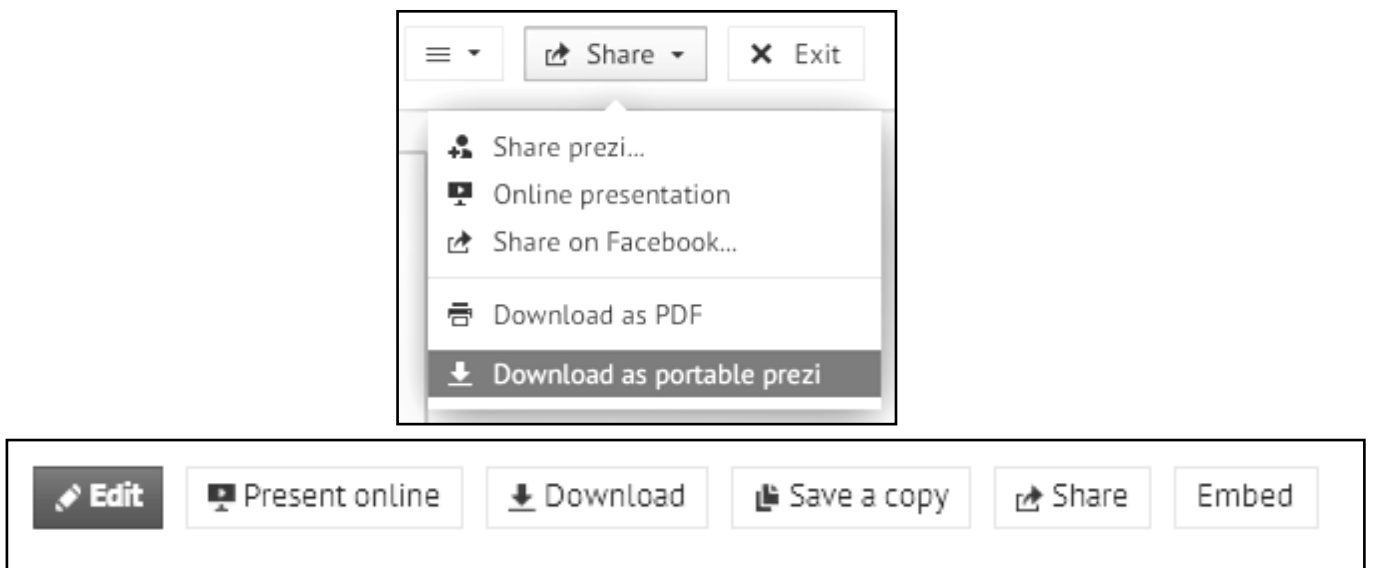 Share Exit
Share prezi...
Online presentation
Share on Facebook...
Download as PDF
Download as portable prezi
Edit Present online Download Save a copy Share Embed